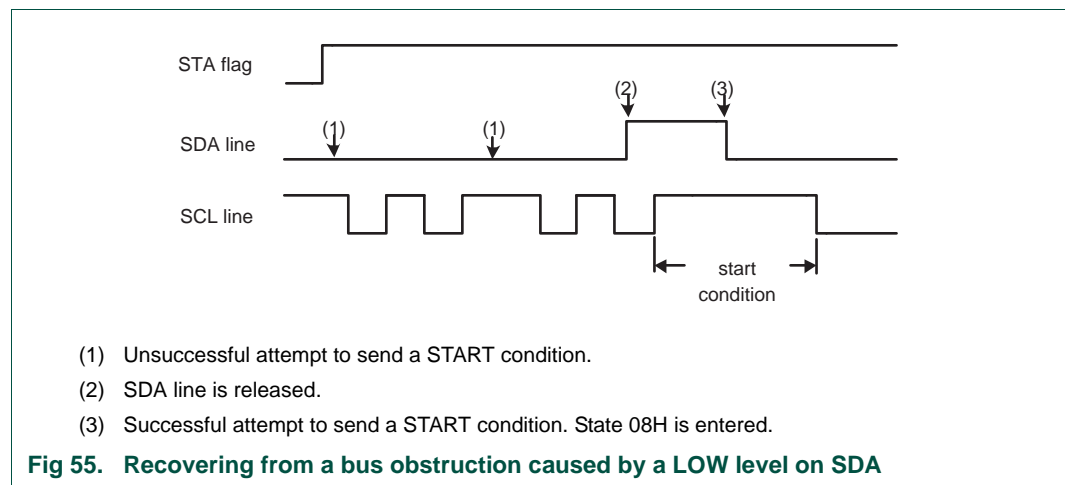 STA flag
(2) (3)
(1) (1)
SDA line
SCL line
start
condition
(1) Unsuccessful attempt to send a START condition.
(2) SDA line is released.
(3) Successful attempt to send a START condition. State 08H is entered.
Fig 55. Recovering from a bus obstruction caused by a LOW level on SDA